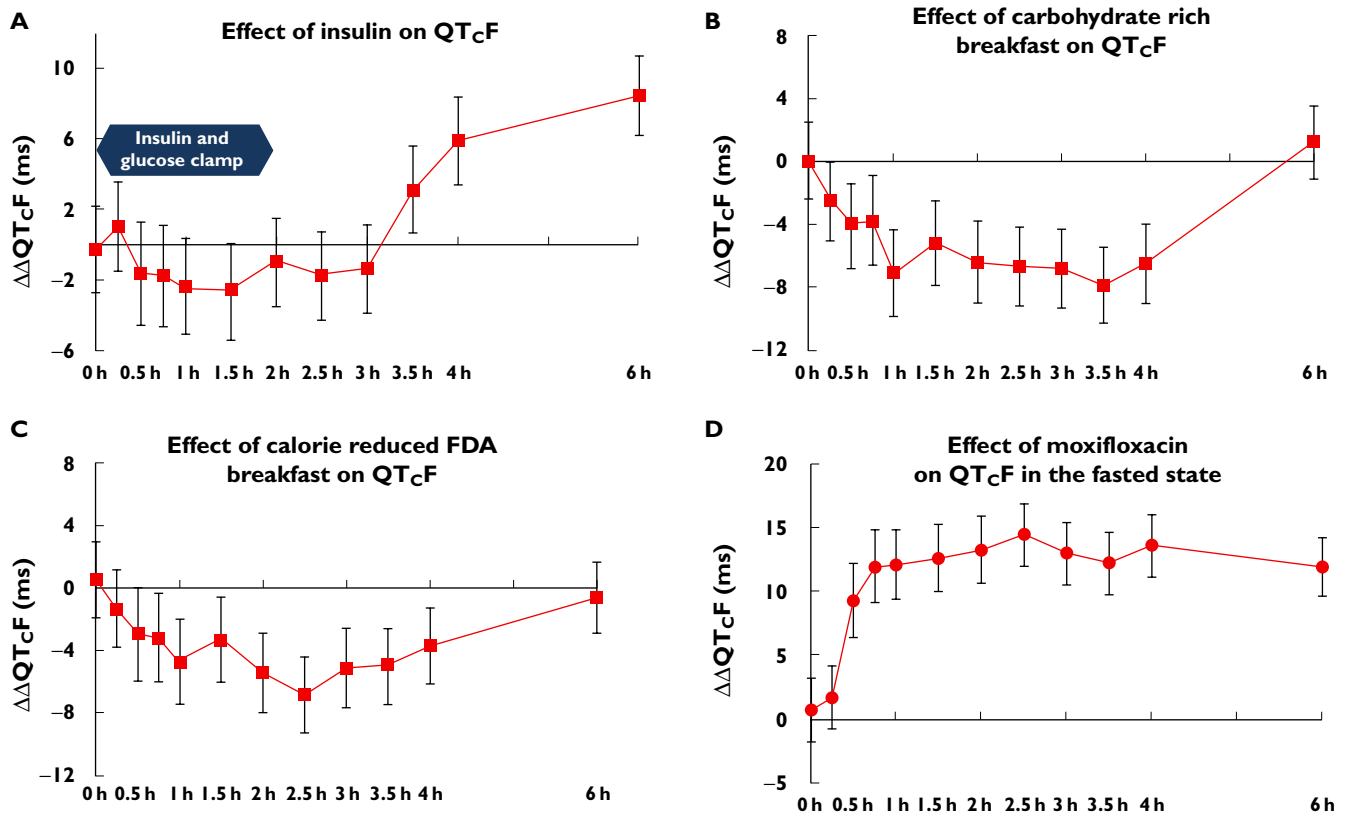 A
Effect of insulin on QTCF
ΔΔQTCF (ms)
10
6
2
−2
−6
Insulin and
glucose clamp
0 h 0.5 h 1 h 1.5 h 2 h 2.5 h 3 h 3.5 h 4 h 6 h
B
Effect of carbohydrate rich
breakfast on QTCF
ΔΔQTCF (ms)
8
4
0
−4
−8
−12
0 h 0.5 h 1 h 1.5 h 2 h 2.5 h 3 h 3.5 h 4 h 6 h
C
Effect of calorie reduced FDA
breakfast on QTCF
ΔΔQTCF (ms)
8
4
0
−4
−8
−12
0 h 0.5 h 1 h 1.5 h 2 h 2.5 h 3 h 3.5 h 4 h 6 h
D
Effect of moxifloxacin
on QTCF in the fasted state
ΔΔQTCF (ms)
20
15
10
5
0
−5
0 h 0.5 h 1 h 1.5 h 2 h 2.5 h 3 h 3.5 h 4 h 6 h